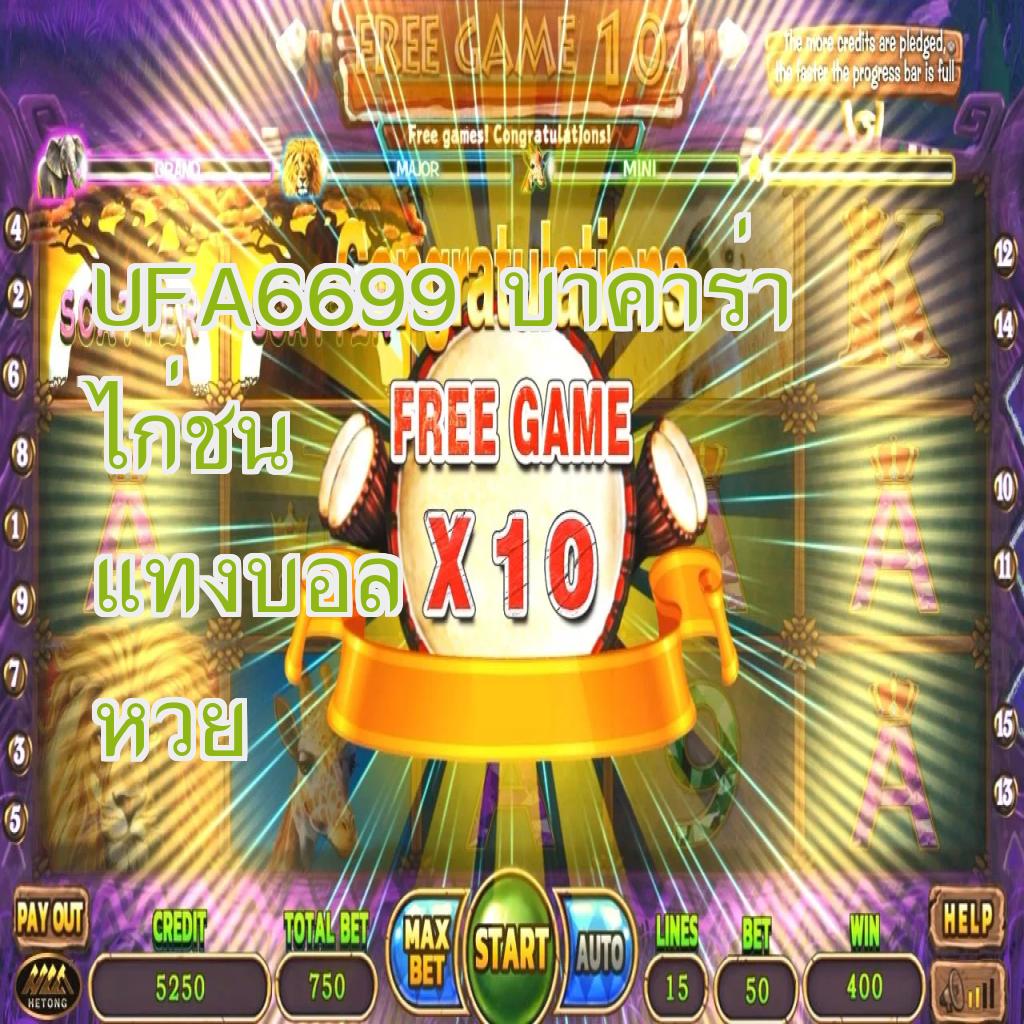 FREE GAME 10
The more credits are pledged,
the faster the progress bar is full
Free games! Congratulations!
GRAND MAJOR MINI
Congratulations
UFA6699 บาคาร่า
ไก่ชน
แทงบอล
หวย
FREE GAME
X10
K
SCATTER
A
A
A
4
2
6
8
1
9
7
3
5
12
14
10
11
15
13
PAY OUT
CREDIT
5250
TOTAL BET
750
MAX
BET
START
AUTO
LINES
15
BET
50
WIN
400
HELP
HETONG